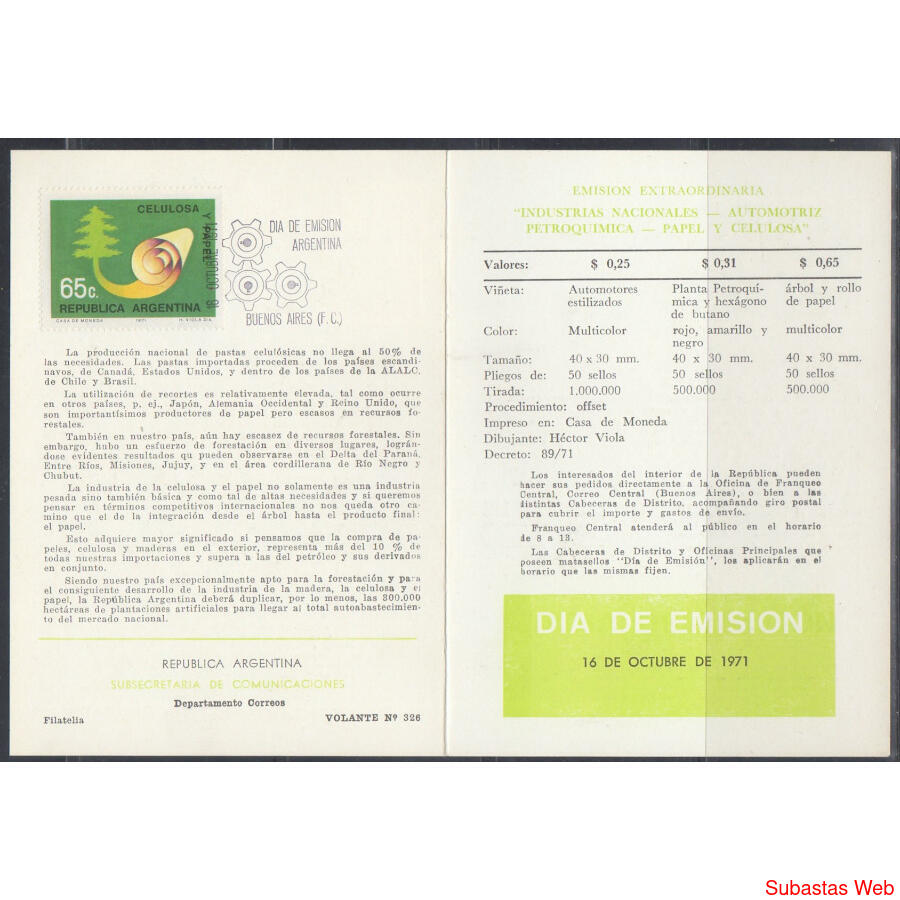 CELULOSA
Y PAPEL
65c.
REPUBLICA ARGENTINA
CASA DE MONEDA 1971 H. VIOLA DIS.
DIA DE EMISION
ARGENTINA
16 OCTUBRE 1971
BUENOS AIRES (F.C.)
La producción nacional de pastas celulósicas no llega al 50% de
las necesidades. Las pastas importadas proceden de los países escandi-
navos, de Canadá, Estados Unidos, y dentro de los países de la ALALC,
de Chile y Brasil.
La utilización de recortes es relativamente elevada, tal como ocurre
en otros países, p. ej., Japón, Alemania Occidental y Reino Unido, que
son importantísimos productores de papel pero escasos en recursos fo-
restales.
También en nuestro país, aún hay escasez de recursos forestales. Sin
embargo, hubo un esfuerzo de forestación en diversos lugares, lográn-
dose evidentes resultados que pueden observarse en el Delta del Paraná,
Entre Ríos, Misiones, Jujuy, y en el área cordillerana de Río Negro y
Chubut.
La industria de la celulosa y el papel no solamente es una industria
pesada sino también básica y como tal de altas necesidades y si queremos
pensar en términos competitivos internacionales no nos queda otro ca-
mino que el de la integración desde el árbol hasta el producto final:
el papel.
Esto adquiere mayor significado si pensamos que la compra de pa-
peles, celulosa y maderas en el exterior, representa más del 10 % de
todas nuestras importaciones y supera a las del petróleo y sus derivados
en conjunto.
Siendo nuestro país excepcionalmente apto para la forestación y para
el consiguiente desarrollo de la industria de la madera, la celulosa y el
papel, la República Argentina deberá duplicar, por lo menos, las 300.000
hectáreas de plantaciones artificiales para llegar al total autoabastecimien-
to del mercado nacional.
REPUBLICA ARGENTINA
SUBSECRETARIA DE COMUNICACIONES
Departamento Correos
Filatelia VOLANTE Nº 326
EMISION EXTRAORDINARIA
"INDUSTRIAS NACIONALES — AUTOMOTRIZ
PETROQUIMICA — PAPEL Y CELULOSA"
Valores: $ 0,25 $ 0,31 $ 0,65
Viñeta: Automotores Planta Petroquí- árbol y rollo
estilizados mica y hexágono de papel
de butano
Color: Multicolor rojo, amarillo y multicolor
negro
Tamaño: 40 x 30 mm. 40 x 30 mm. 40 x 30 mm.
Pliegos de: 50 sellos 50 sellos 50 sellos
Tirada: 1.000.000 500.000 500.000
Procedimiento: offset
Impreso en: Casa de Moneda
Dibujante: Héctor Viola
Decreto: 89/71
Los interesados del interior de la República pueden
hacer sus pedidos directamente a la Oficina de Franqueo
Central, Correo Central (Buenos Aires), o bien a las
distintas Cabeceras de Distrito, acompañando giro postal
para cubrir el importe y gastos de envío.
Franqueo Central atenderá al público en el horario
de 8 a 13.
Las Cabeceras de Distrito y Oficinas Principales que
poseen matasellos "Día de Emisión", los aplicarán en el
horario que las mismas fijen.
DIA DE EMISION
16 DE OCTUBRE DE 1971
Subastas Web